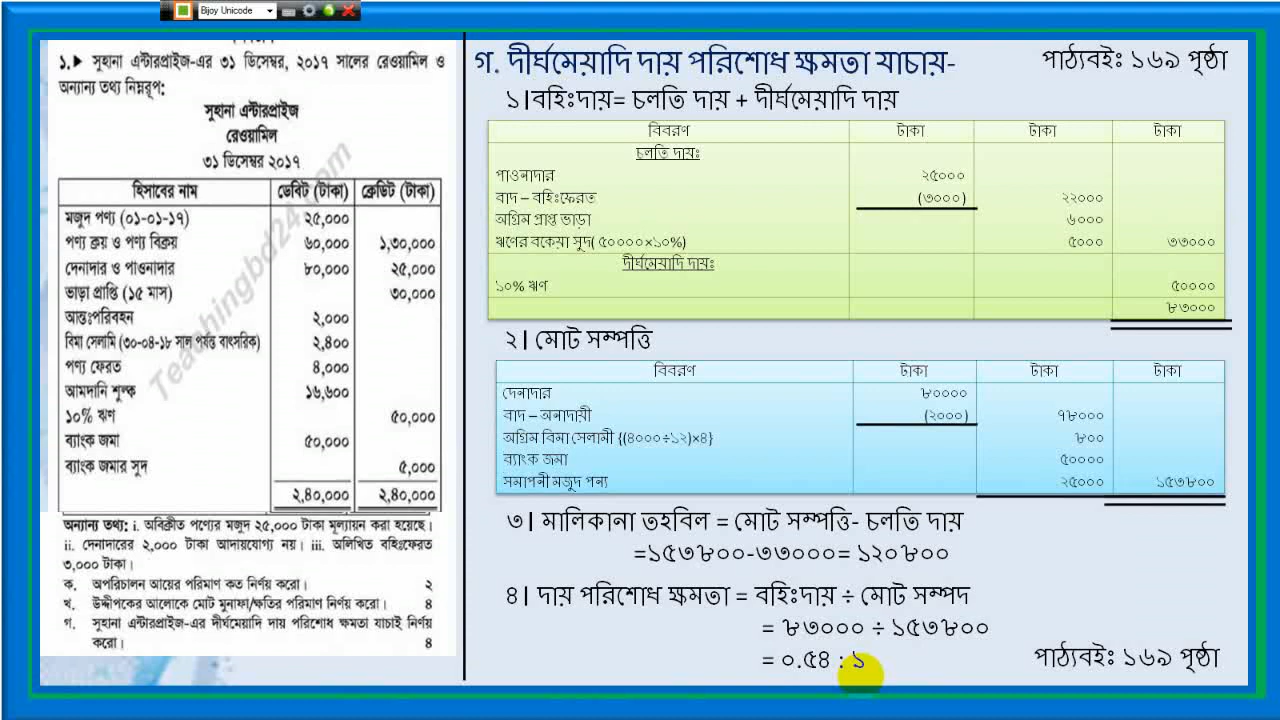 Bijoy Unicode
১.▶ সুহানা এন্টারপ্রাইজ-এর ৩১ ডিসেম্বর, ২০১৭ সালের রেওয়ামিল ও
অন্যান্য তথ্য নিম্নরূপ:
সুহানা এন্টারপ্রাইজ
রেওয়ামিল
৩১ ডিসেম্বর ২০১৭
হিসাবের নাম ডেবিট (টাকা) ক্রেডিট (টাকা)
মজুদ পণ্য (০১-০১-১৭) ২৫,০০০
পণ্য ক্রয় ও পণ্য বিক্রয় ৬০,০০০ ১,৩০,০০০
দেনাদার ও পাওনাদার ৮০,০০০ ২৫,০০০
ভাড়া প্রাপ্তি (১৫ মাস) ৩০,০০০
আন্তঃপরিবহন ২,০০০
বিমা সেলামি (৩০-০৪-১৮ সাল পর্যন্ত বাৎসরিক) ২,৪০০
পণ্য ফেরত ৪,০০০
আমদানি শুল্ক ১৬,৬০০
১০% ঋণ ৫০,০০০
ব্যাংক জমা ৫০,০০০
ব্যাংক জমার সুদ ৫,০০০
২,৪০,০০০ ২,৪০,০০০
অন্যান্য তথ্য: i. অবিক্রীত পণ্যের মজুদ ২৫,০০০ টাকা মূল্যায়ন করা হয়েছে।
ii. দেনাদারের ২,০০০ টাকা আদায়যোগ্য নয়। iii. অলিখিত বহিঃফেরত
৩,০০০ টাকা।
ক. অপরিচালন আয়ের পরিমাণ কত নির্ণয় করো। ২
খ. উদ্দীপকের আলোকে মোট মুনাফা/ক্ষতির পরিমাণ নির্ণয় করো। ৪
গ. সুহানা এন্টারপ্রাইজ-এর দীর্ঘমেয়াদি দায় পরিশোধ ক্ষমতা যাচাই নির্ণয়
করো। ৪
Teachingbd24.com
গ. দীর্ঘমেয়াদি দায় পরিশোধ ক্ষমতা যাচায়- পাঠ্যবইঃ ১৬৯ পৃষ্ঠা
১। বহিঃদায়= চলতি দায় + দীর্ঘমেয়াদি দায়
বিবরণ টাকা টাকা টাকা
চলতি দায়ঃ
পাওনাদার ২৫০০০
বাদ – বহিঃফেরত (৩০০০) ২২০০০
অগ্রিম প্রাপ্ত ভাড়া ৬০০০
ঋণের বকেয়া সুদ( ৫০০০০×১০%) ৫০০০ ৩৩০০০
দীর্ঘমেয়াদি দায়ঃ
১০% ঋণ ৫০০০০
৮৩০০০
২। মোট সম্পত্তি
বিবরণ টাকা টাকা টাকা
দেনাদার ৮০০০০
বাদ – অনাদায়ী (২০০০) ৭৮০০০
অগ্রিম বিমা সেলামী {(৪০০০÷১২)×৪} ৮০০
ব্যাংক জমা ৫০০০০
সমাপনী মজুদ পন্য ২৫০০০ ১৫৩৮০০
৩। মালিকানা তহবিল = মোট সম্পত্তি- চলতি দায়
=১৫৩৮০০-৩৩০০০= ১২০৮০০
৪। দায় পরিশোধ ক্ষমতা = বহিঃদায় ÷ মোট সম্পদ
= ৮৩০০০ ÷ ১৫৩৮০০
= ০.৫৪ : ১ পাঠ্যবইঃ ১৬৯ পৃষ্ঠা